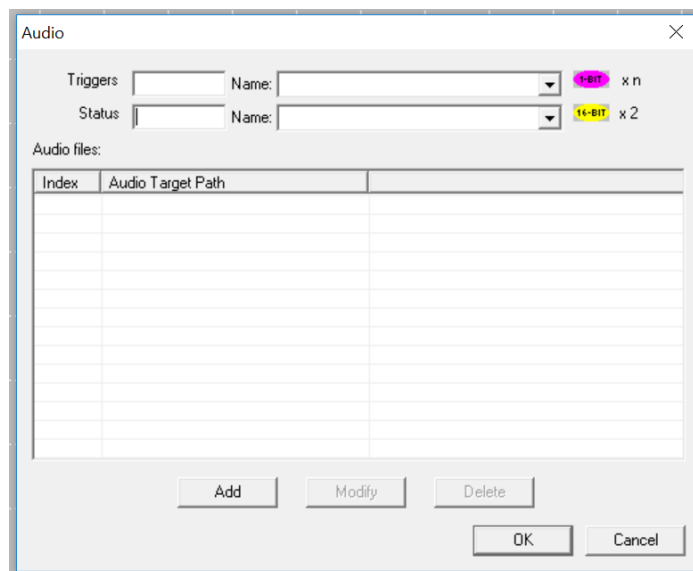 Audio
Triggers Name: 1-BIT x n
Status Name: 16-BIT x 2
Audio files:
Index Audio Target Path
Add Modify Delete
OK Cancel